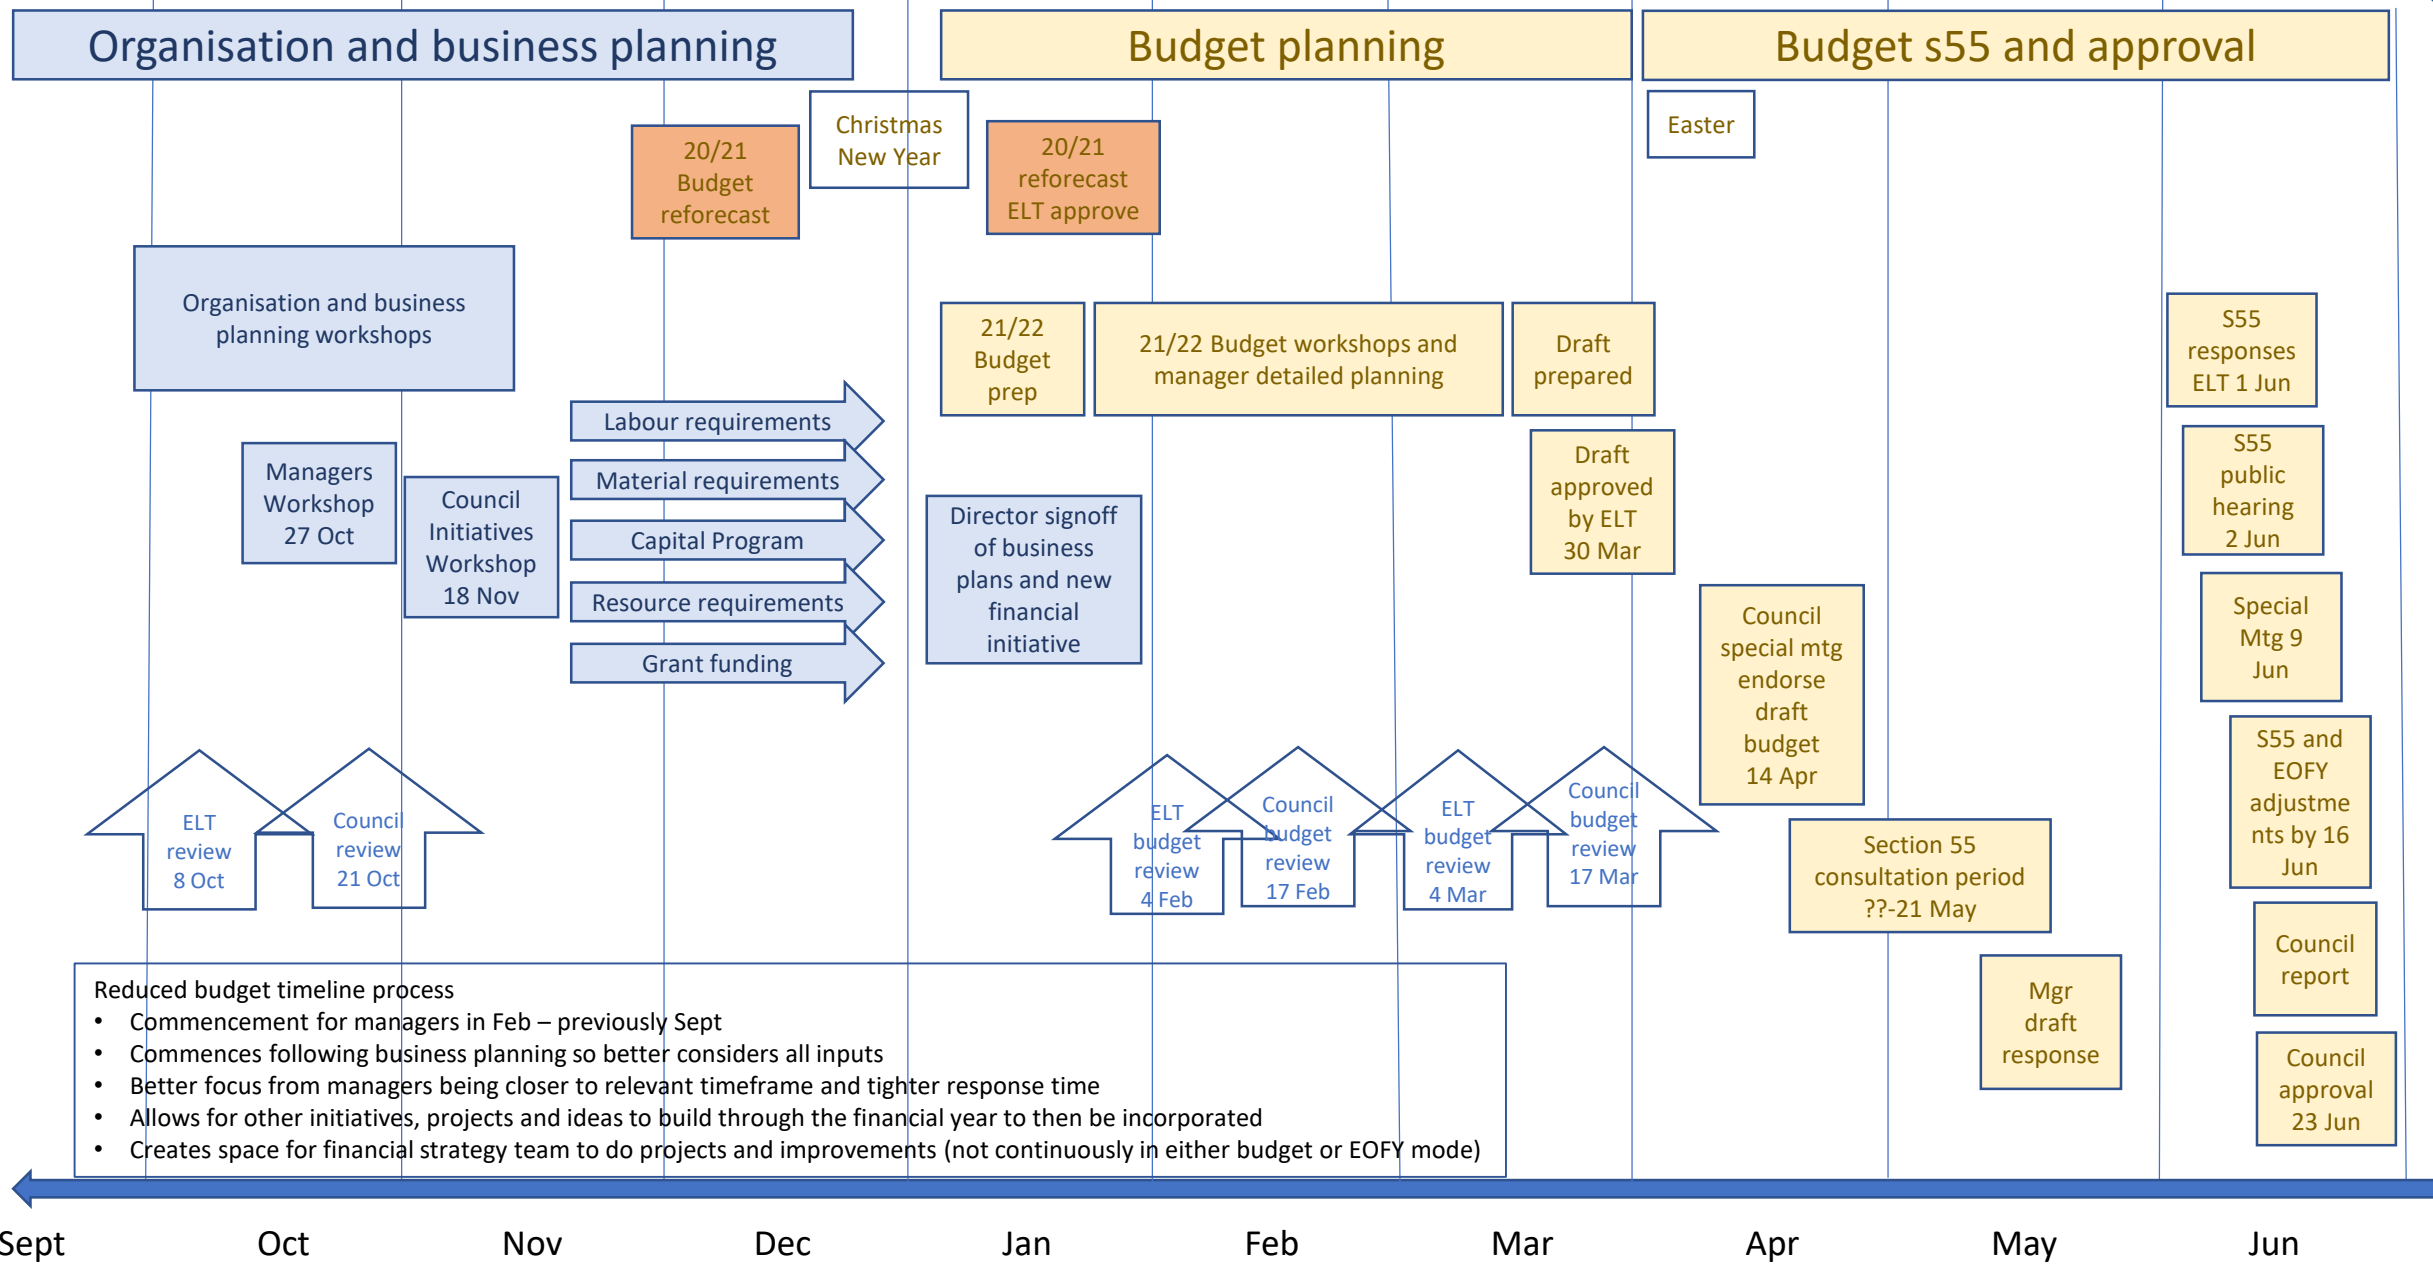 Organisation and business planning
Budget planning
Budget s55 and approval
Christmas
New Year
Easter
20/21
Budget
reforecast
20/21
reforecast
ELT approve
Organisation and business
planning workshops
21/22
Budget
prep
21/22 Budget workshops and
manager detailed planning
Draft
prepared
S55
responses
ELT 1 Jun
Labour requirements
Material requirements
Capital Program
Resource requirements
Grant funding
Managers
Workshop
27 Oct
Council
Initiatives
Workshop
18 Nov
Director signoff
of business
plans and new
financial
initiative
Draft
approved
by ELT
30 Mar
S55
public
hearing
2 Jun
Council
special mtg
endorse
draft
budget
14 Apr
Special
Mtg 9
Jun
ELT
review
8 Oct
Council
review
21 Oct
ELT
budget
review
4 Feb
Council
budget
review
17 Feb
ELT
budget
review
4 Mar
Council
budget
review
17 Mar
S55 and
EOFY
adjustme
nts by 16
Jun
Section 55
consultation period
??-21 May
Council
report
Mgr
draft
response
Council
approval
23 Jun
Reduced budget timeline process
• Commencement for managers in Feb – previously Sept
• Commences following business planning so better considers all inputs
• Better focus from managers being closer to relevant timeframe and tighter response time
• Allows for other initiatives, projects and ideas to build through the financial year to then be incorporated
• Creates space for financial strategy team to do projects and improvements (not continuously in either budget or EOFY mode)
Sept Oct Nov Dec Jan Feb Mar Apr May Jun